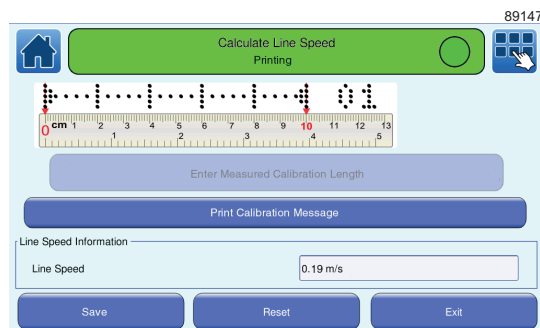 89147
Calculate Line Speed
Printing
01
0 cm 1 2 3 4 5 6 7 8 9 10 11 12 13
1 2 3 4 5
Enter Measured Calibration Length
Print Calibration Message
Line Speed Information
Line Speed 0.19 m/s
Save Reset Exit